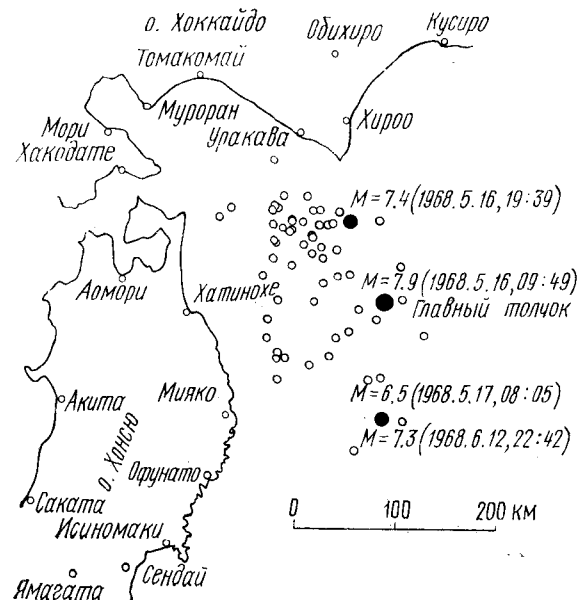 о. Хоккайдо
Обихиро
Кусиро
Томакомай
Муроран
Хироо
Мори
Уракава
Хакодате
М = 7.4 (1968.5.16, 19:39)
Аомори
Хатинохе
М = 7.9 (1968.5.16, 09:49)
Главный толчок
Мияко
М = 6.5 (1968.5.17, 08:05)
Акита
о. Хонсю
М = 7.3 (1968.6.12, 22:42)
Офунато
Саката
0 100 200 км
Исиномаки
Сендай
Ямагата